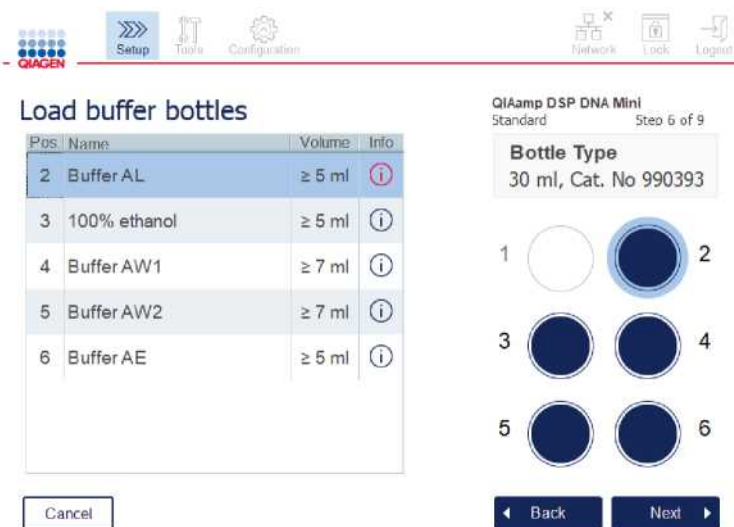 QIAGEN
Setup
Tools
Configuration
Network
Lock
Logout
Load buffer bottles
Pos. Name Volume Info
2 Buffer AL ≥ 5 ml i
3 100% ethanol ≥ 5 ml i
4 Buffer AW1 ≥ 7 ml i
5 Buffer AW2 ≥ 7 ml i
6 Buffer AE ≥ 5 ml i
Cancel
QIAamp DSP DNA Mini
Standard Step 6 of 9
Bottle Type
30 ml, Cat. No 990393
1 2
3 4
5 6
Back
Next